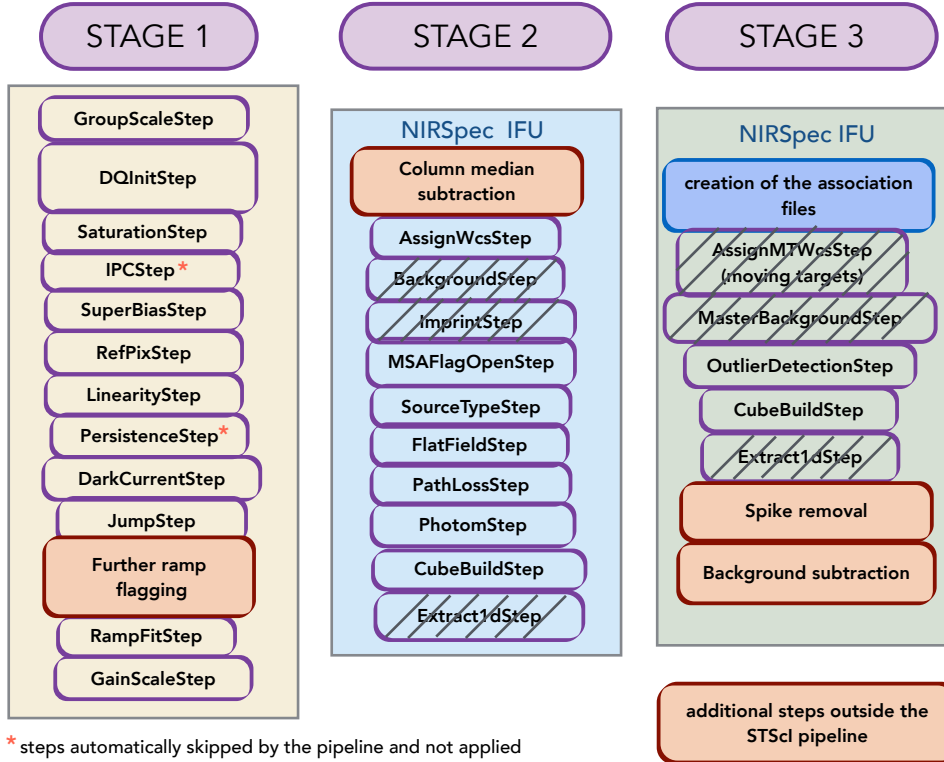 STAGE 1
GroupScaleStep
DQInitStep
SaturationStep
IPCStep*
SuperBiasStep
RefPixStep
LinearityStep
PersistenceStep*
DarkCurrentStep
JumpStep
Further ramp
flagging
RampFitStep
GainScaleStep
* steps automatically skipped by the pipeline and not applied
STAGE 2
NIRSpec IFU
Column median
subtraction
AssignWcsStep
BackgroundStep
ImprintStep
MSAFlagOpenStep
SourceTypeStep
FlatFieldStep
PathLossStep
PhotomStep
CubeBuildStep
Extract1dStep
STAGE 3
NIRSpec IFU
creation of the association
files
AssignMTWcsStep
(moving targets)
MasterBackgroundStep
OutlierDetectionStep
CubeBuildStep
Extract1dStep
Spike removal
Background subtraction
additional steps outside the
STScI pipeline